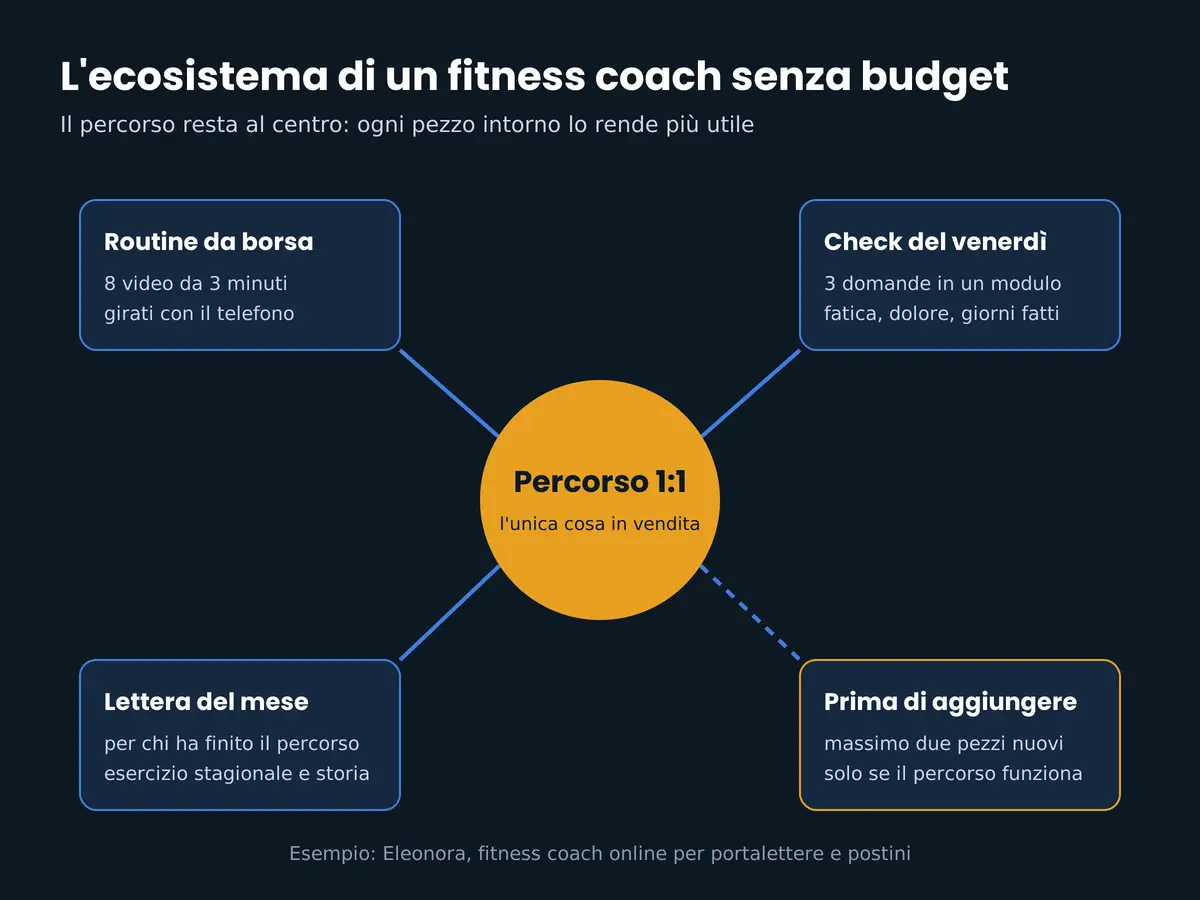 L'ecosistema di un fitness coach senza budget
Il percorso resta al centro: ogni pezzo intorno lo rende più utile
Routine da borsa
8 video da 3 minuti
girati con il telefono
Check del venerdì
3 domande in un modulo
fatica, dolore, giorni fatti
Percorso 1:1
l'unica cosa in vendita
Lettera del mese
per chi ha finito il percorso
esercizio stagionale e storia
Prima di aggiungere
massimo due pezzi nuovi
solo se il percorso funziona
Esempio: Eleonora, fitness coach online per portalettere e postini